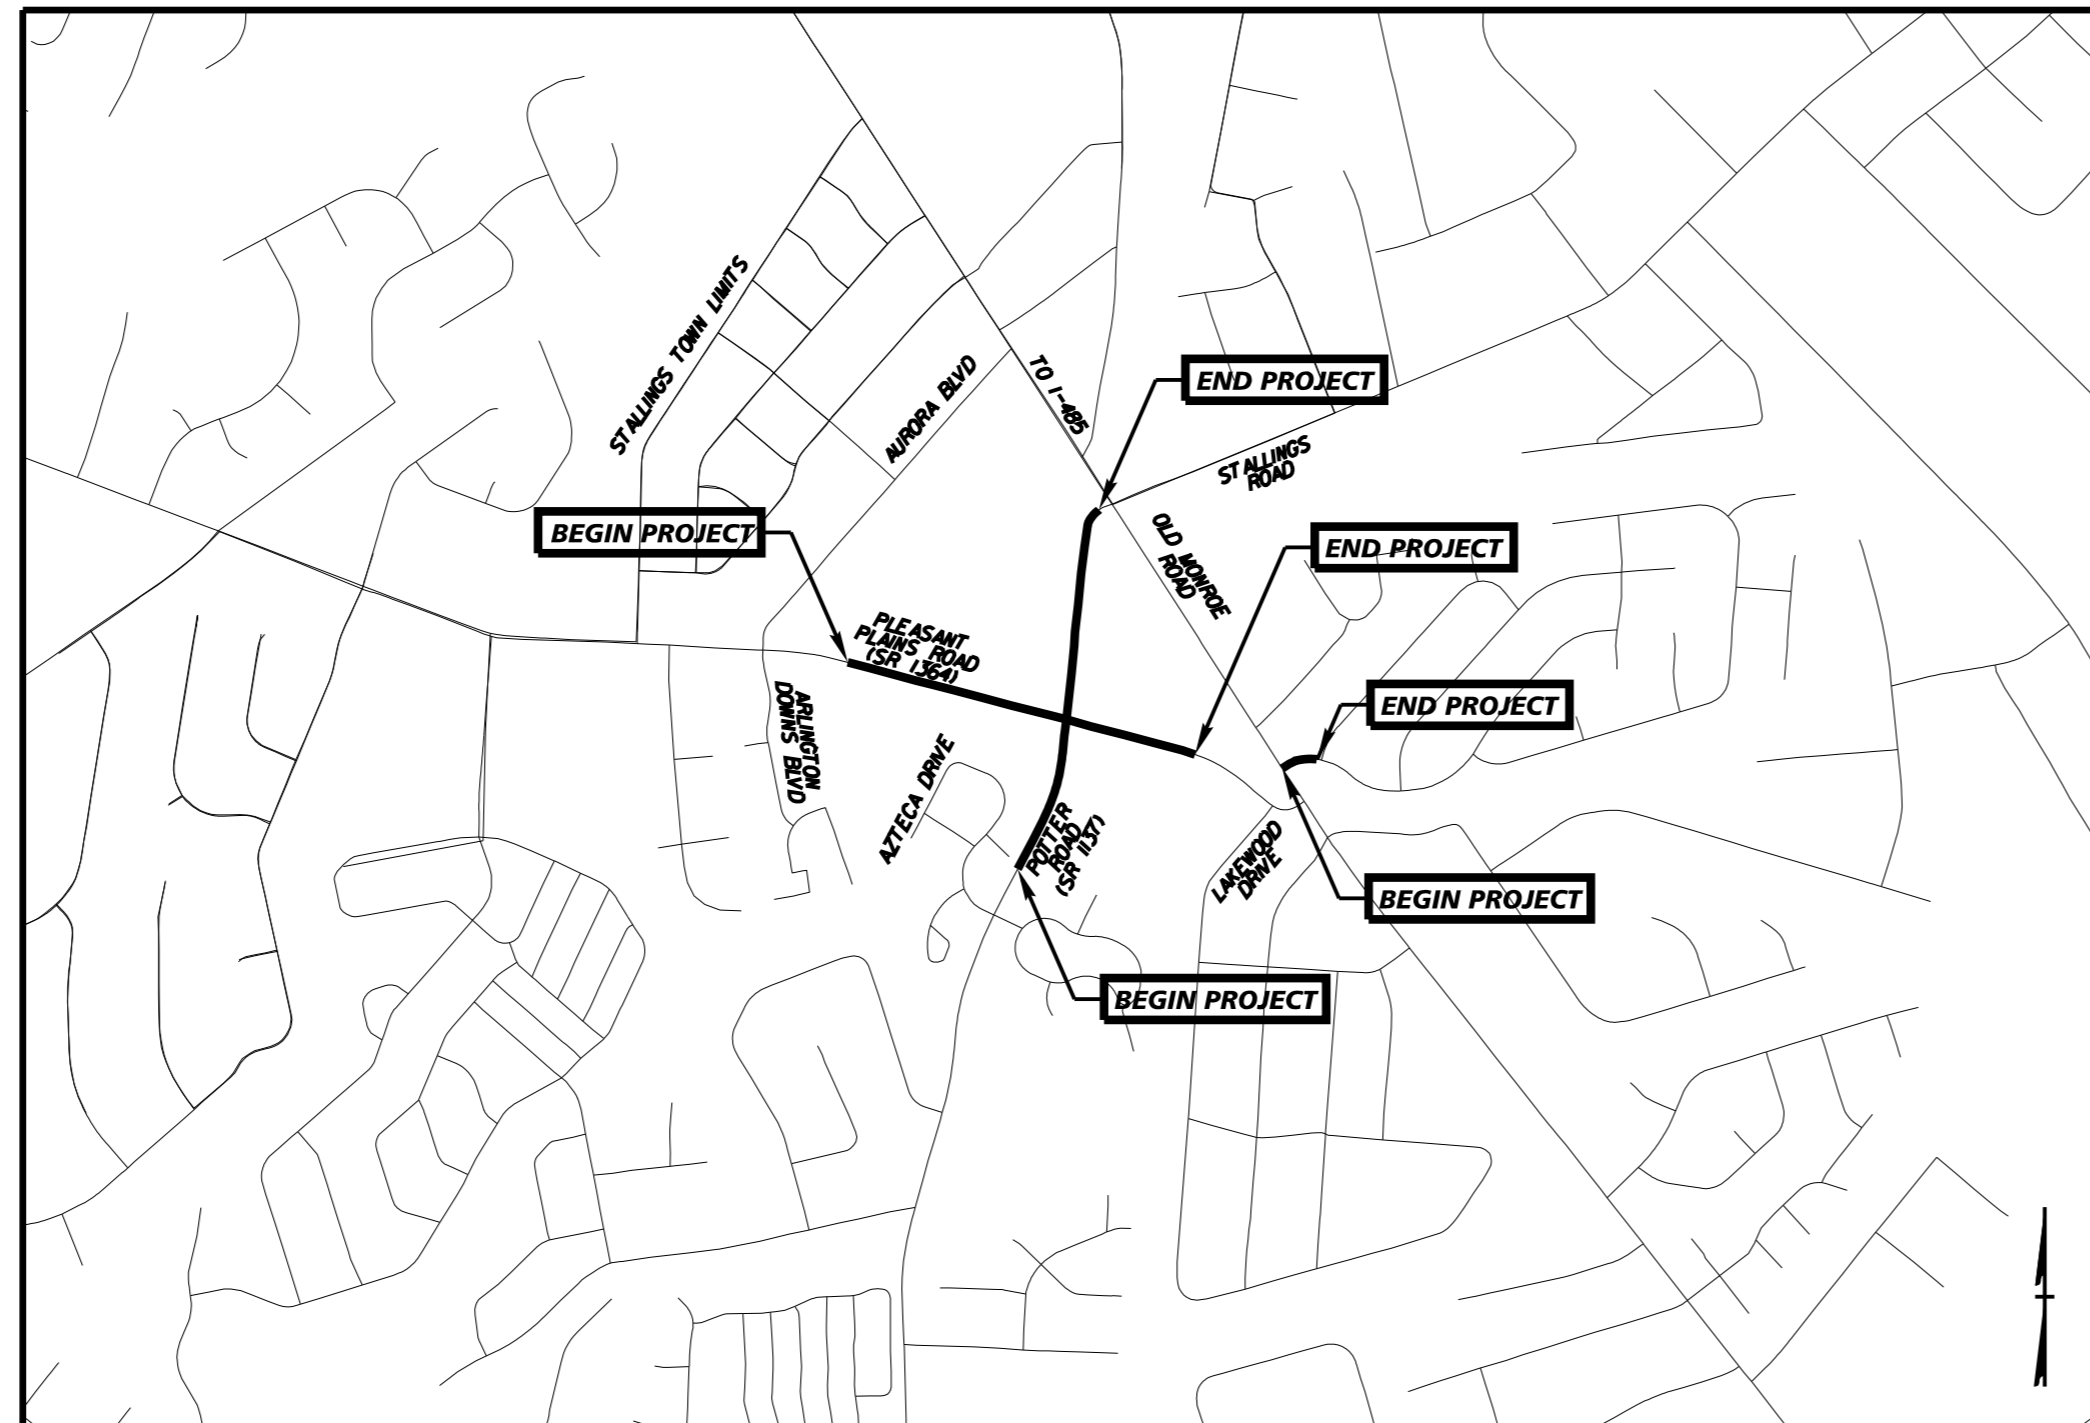 STALLINGS TOWN LIMITS
AURORA BLVD
TO I-485
END PROJECT
STALLINGS
ROAD
BEGIN PROJECT
OLD MONROE
ROAD
END PROJECT
PLEASANT
PLAINS ROAD
(SR 1364)
ARLINGTON
DOWNS BLVD
END PROJECT
AZTECA DRIVE
POTTER
ROAD
(SR 1137)
LAKEWOOD
DRIVE
BEGIN PROJECT
BEGIN PROJECT